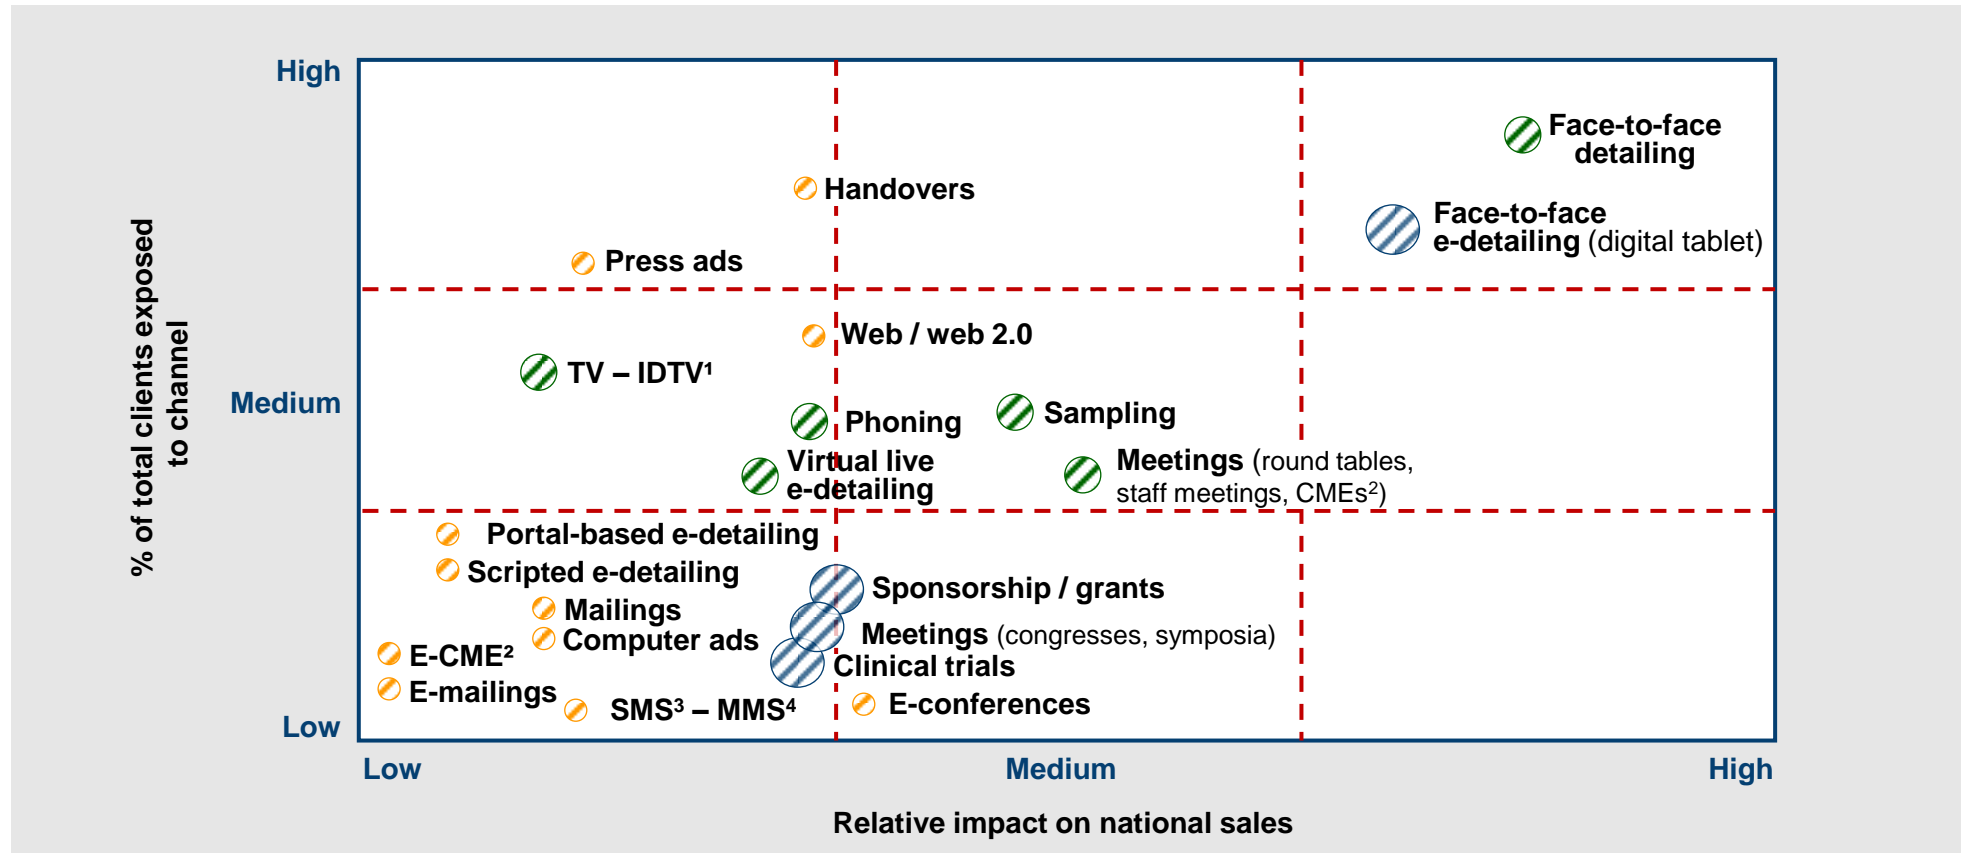 High
Face-to-face
detailing
Handovers
Face-to-face
e-detailing (digital tablet)
Press ads
% of total clients exposed
to channel
Web / web 2.0
TV – IDTV¹
Medium
Sampling
Phoning
Virtual live
e-detailing
Meetings (round tables,
staff meetings, CMEs²)
Portal-based e-detailing
Scripted e-detailing
Sponsorship / grants
Mailings
Computer ads
Meetings (congresses, symposia)
E-CME²
Clinical trials
E-mailings
SMS³ – MMS⁴
E-conferences
Low
Low
Medium
High
Relative impact on national sales